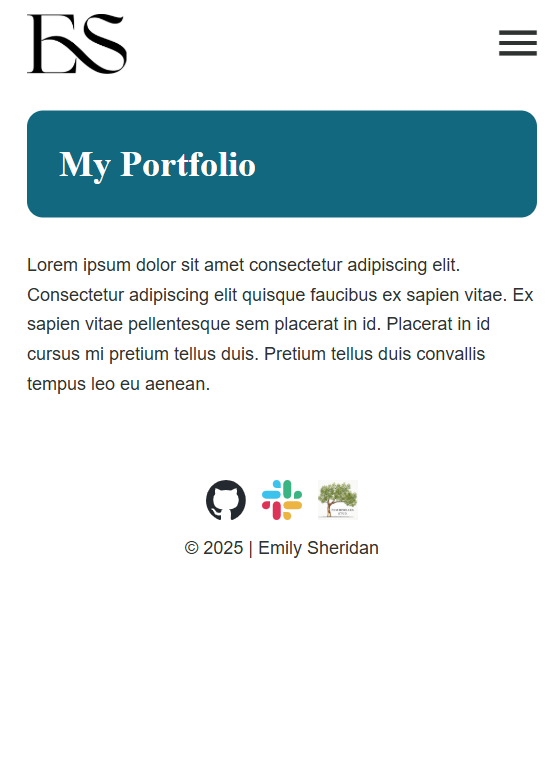 ES
My Portfolio
Lorem ipsum dolor sit amet consectetur adipiscing elit.
Consectetur adipiscing elit quisque faucibus ex sapien vitae. Ex
sapien vitae pellentesque sem placerat in id. Placerat in id
cursus mi pretium tellus duis. Pretium tellus duis convallis
tempus leo eu aenean.
© 2025 | Emily Sheridan